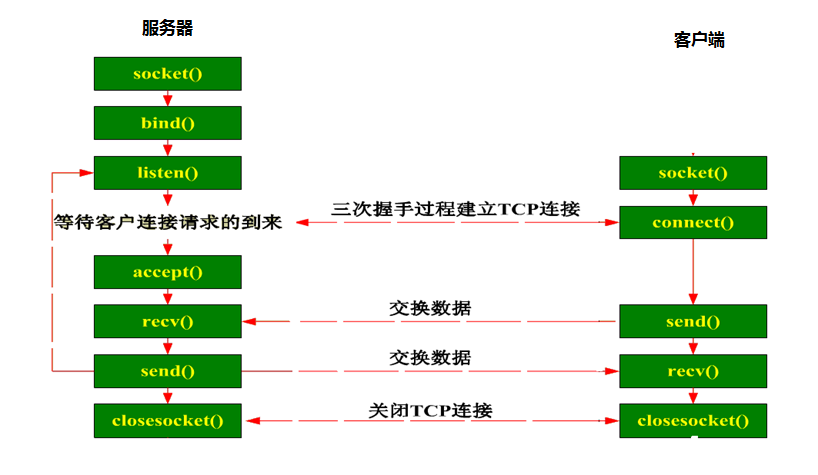 服务器
客户端
socket()
bind()
listen()
socket()
等待客户连接请求的到来
三次握手过程建立TCP连接
connect()
accept()
recv()
交换数据
send()
send()
交换数据
recv()
closesocket()
关闭TCP连接
closesocket()